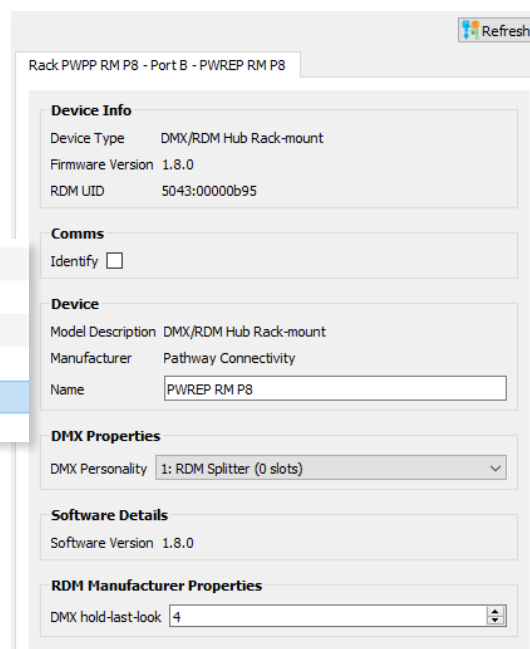 Refresh
Rack PWPP RM P8 - Port B - PWREP RM P8
Device Info
Device Type DMX/RDM Hub Rack-mount
Firmware Version 1.8.0
RDM UID 5043:00000b95
Comms
Identify
Device
Model Description DMX/RDM Hub Rack-mount
Manufacturer Pathway Connectivity
Name PWREP RM P8
DMX Properties
DMX Personality 1: RDM Splitter (0 slots)
Software Details
Software Version 1.8.0
RDM Manufacturer Properties
DMX hold-last-look 4